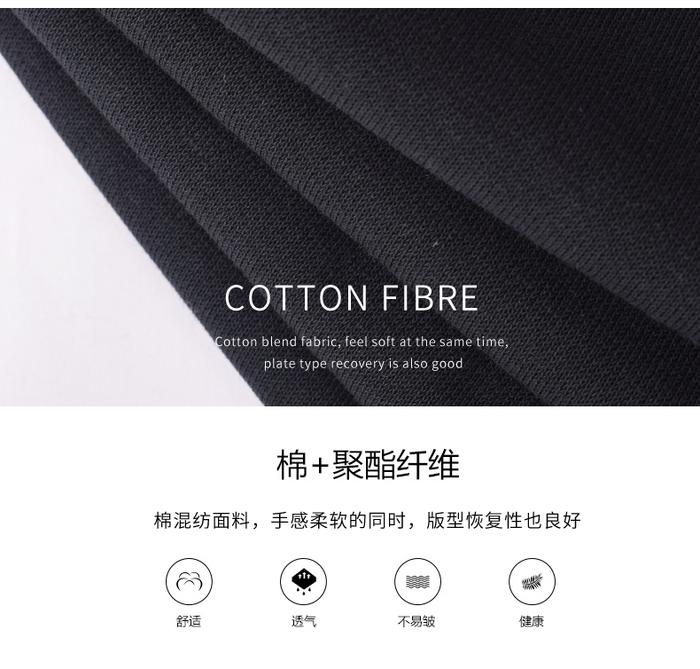 COTTON FIBRE
Cotton blend fabric, feel soft at the same time,
plate type recovery is also good
棉+聚酯纤维
棉混纺面料，手感柔软的同时，版型恢复性也良好
舒适
透气
不易皱
健康